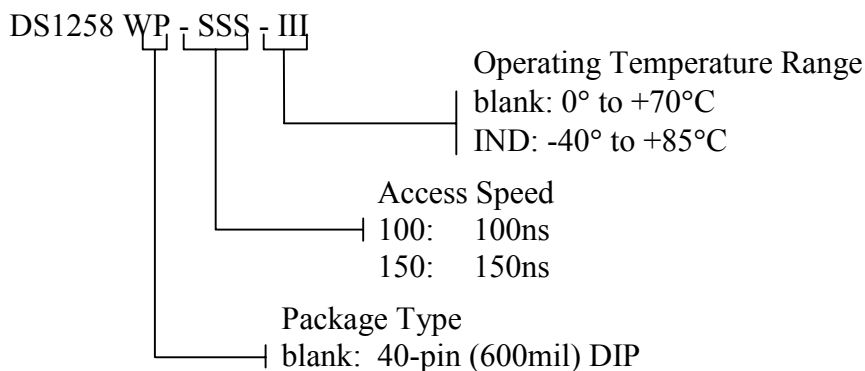 DS1258 WP - SSS - III
Operating Temperature Range
blank: 0° to +70°C
IND: -40° to +85°C
Access Speed
100: 100ns
150: 150ns
Package Type
blank: 40-pin (600mil) DIP